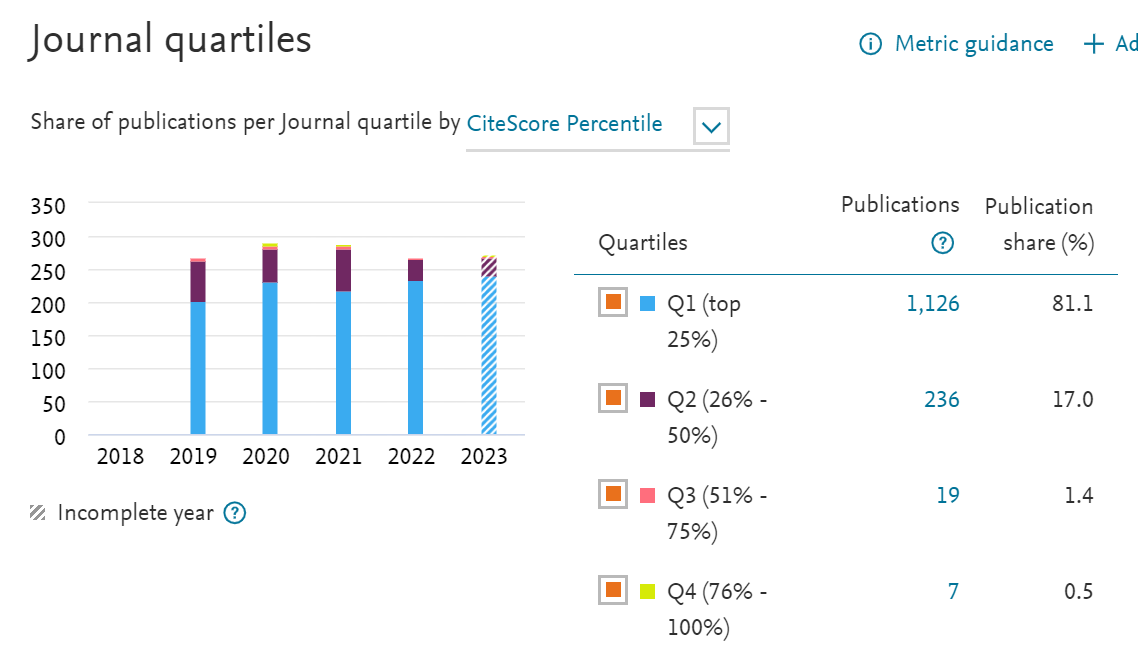 Journal quartiles
Metric guidance
+ Ad
Share of publications per Journal quartile by CiteScore Percentile
350
300
250
200
150
100
50
0
2018 2019 2020 2021 2022 2023
Incomplete year ?
Quartiles Publications ? Publication share (%)
Q1 (top 25%) 1,126 81.1
Q2 (26% - 50%) 236 17.0
Q3 (51% - 75%) 19 1.4
Q4 (76% - 100%) 7 0.5